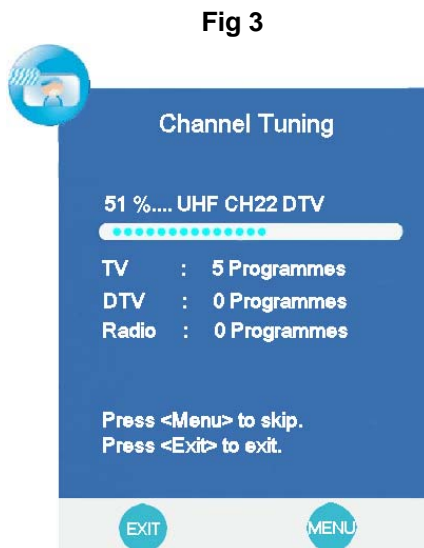 Fig 3
Channel Tuning
51 %.... UHF CH22 DTV
TV : 5 Programmes
DTV : 0 Programmes
Radio : 0 Programmes
Press <Menu> to skip.
Press <Exit> to exit.
EXIT MENU